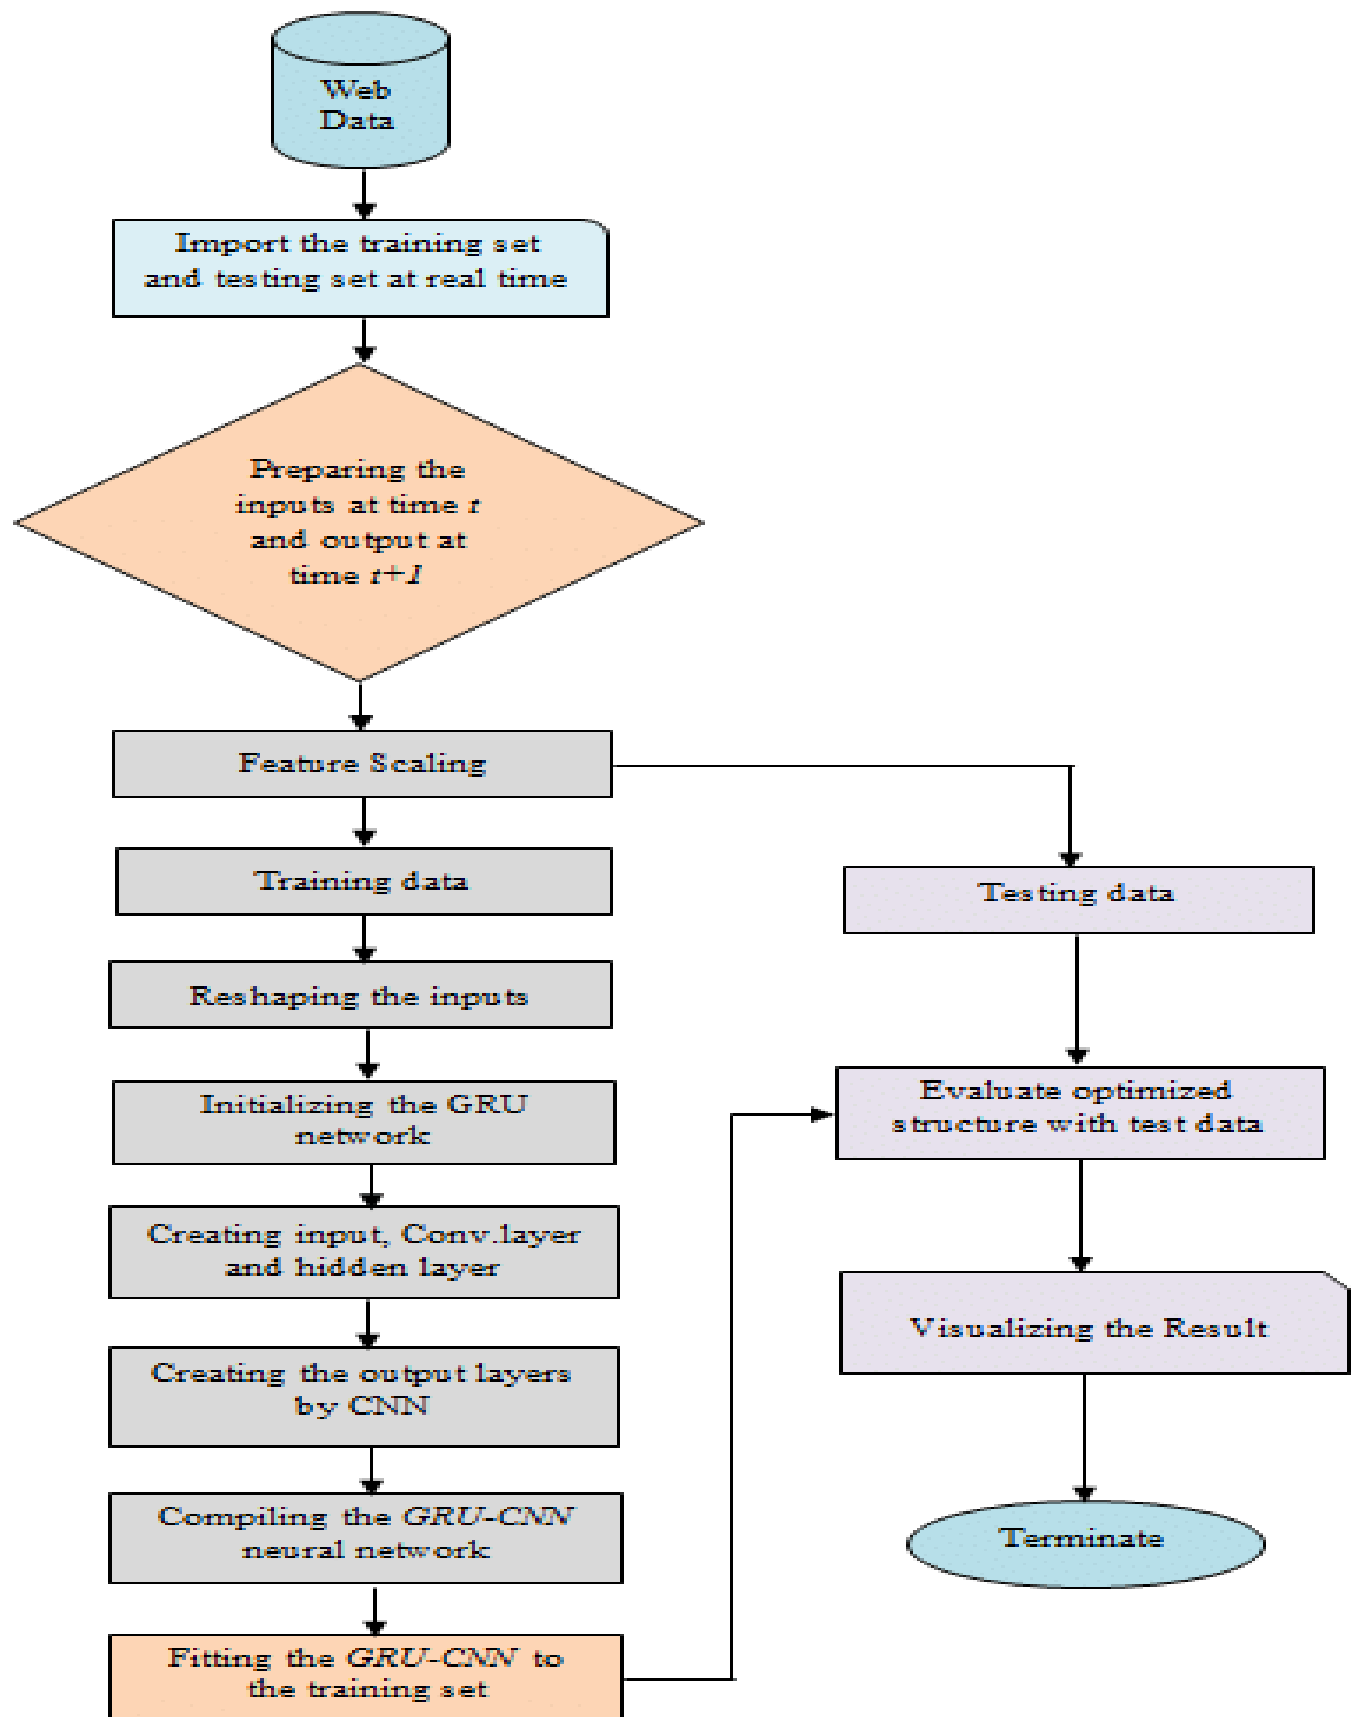 Web
Data
Import the training set
and testing set at real time
Preparing the
inputs at time t
and output at
time t+1
Feature Scaling
Training data
Reshaping the inputs
Initializing the GRU
network
Creating input, Conv.layer
and hidden layer
Creating the output layers
by CNN
Compiling the GRU-CNN
neural network
Fitting the GRU-CNN to
the training set
Testing data
Evaluate optimized
structure with test data
Visualizing the Result
Terminate